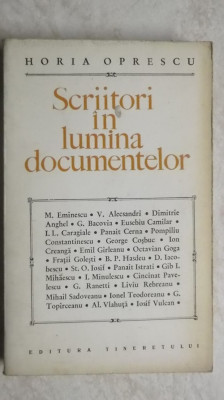 HORIA OPRESCU
Scriitori
în
lumina
documentelor
M. Eminescu • V. Alecsandri • Dimitrie
Anghel • G. Bacovia • Eusebiu Camilar
• I. L. Caragiale • Panait Cerna • Pompiliu
Constantinescu • George Coșbuc • Ion
Creangă • Emil Gîrleanu • Octavian Goga
• Frații Golești • B. P. Hasdeu • D. Iaco-
bescu • St. O. Iosif • Panait Istrati • Gib I.
Mihăescu • I. Minulescu • Cincinat Pave-
lescu • G. Ranetti • Liviu Rebreanu •
Mihail Sadoveanu • Ionel Teodoreanu • G.
Topîrceanu • Al. Vlahuță • Iosif Vulcan •
EDITURA TINERETULUI